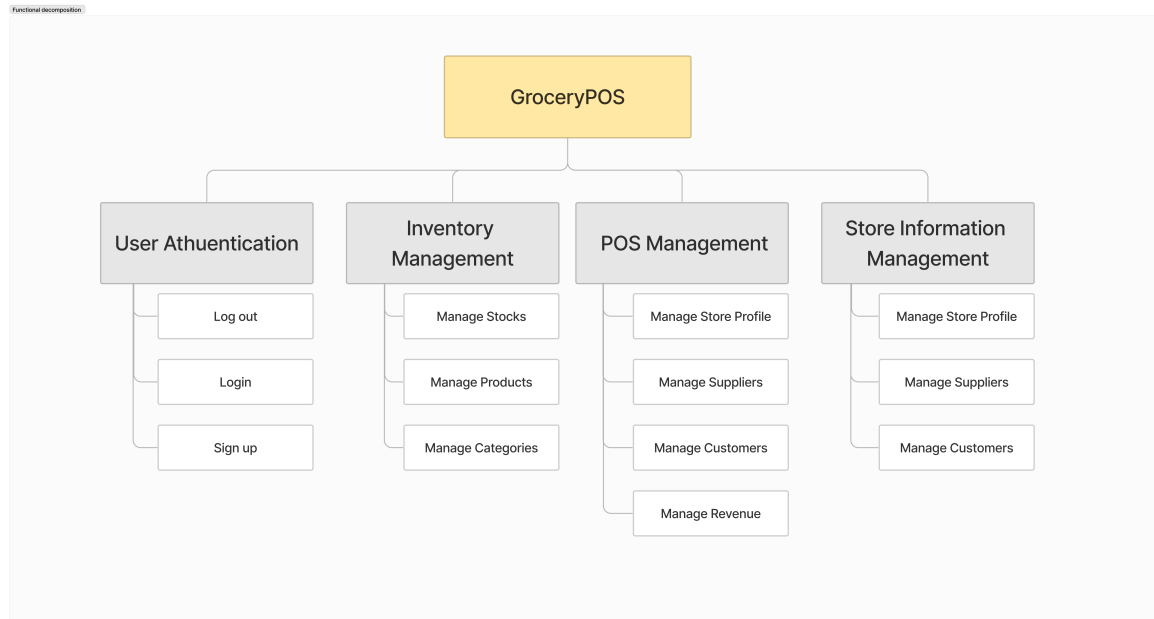 Functional decomposition
GroceryPOS
User Athuentication
Inventory
Management
POS Management
Store Information
Management
Log out
Login
Sign up
Manage Stocks
Manage Products
Manage Categories
Manage Store Profile
Manage Suppliers
Manage Customers
Manage Revenue
Manage Store Profile
Manage Suppliers
Manage Customers